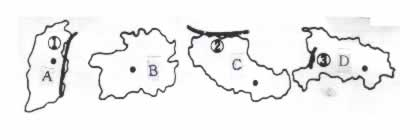 ① A B ② C ③ D